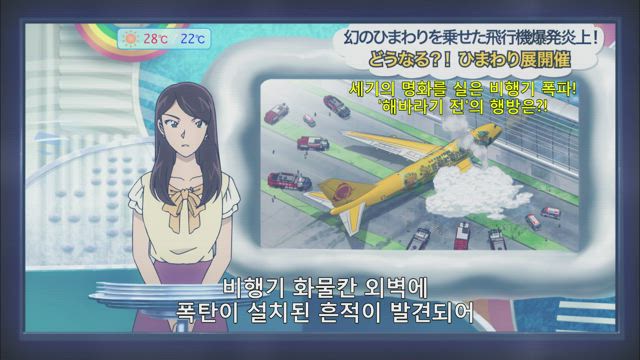 28℃ 22℃
幻のひまわりを乗せた飛行機爆発炎上!
どうなる?! ひまわり展開催
세기의 명화를 실은 비행기 폭파!
'해바라기 전'의 행방은?!
비행기 화물칸 외벽에
폭탄이 설치된 흔적이 발견되어